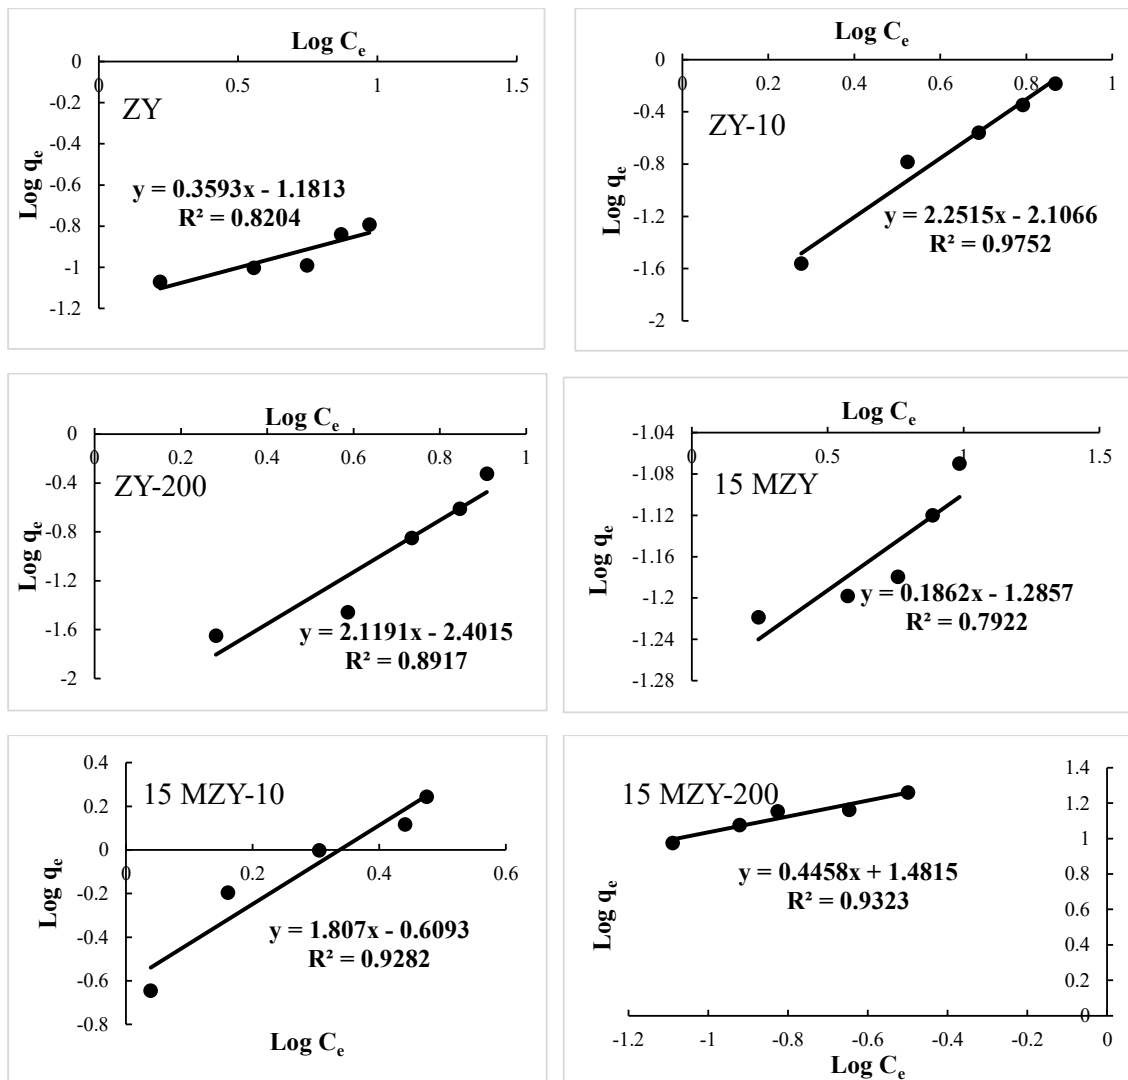 Log Cₑ
0
0 0.5 1 1.5
-0.2
ZY
-0.4
-0.6
-0.8
-1
-1.2
Log qₑ
y = 0.3593x - 1.1813
R² = 0.8204
Log Cₑ
0
0 0.2 0.4 0.6 0.8 1
-0.4
ZY-10
-0.8
-1.2
-1.6
-2
Log qₑ
y = 2.2515x - 2.1066
R² = 0.9752
Log Cₑ
0
0 0.2 0.4 0.6 0.8 1
ZY-200
-0.4
-0.8
-1.2
-1.6
-2
Log qₑ
y = 2.1191x - 2.4015
R² = 0.8917
Log Cₑ
-1.04
0 0.5 1 1.5
-1.08
15 MZY
-1.12
-1.16
-1.2
-1.24
-1.28
Log qₑ
y = 0.1862x - 1.2857
R² = 0.7922
0.4
15 MZY-10
0.2
0
0 0.2 0.4 0.6
-0.2
-0.4
-0.6
-0.8
Log qₑ
y = 1.807x - 0.6093
R² = 0.9282
Log Cₑ
15 MZY-200
1.4
1.2
1
0.8
0.6
0.4
0.2
0
Log qₑ
y = 0.4458x + 1.4815
R² = 0.9323
-1.2 -1 -0.8 -0.6 -0.4 -0.2 0
Log Cₑ